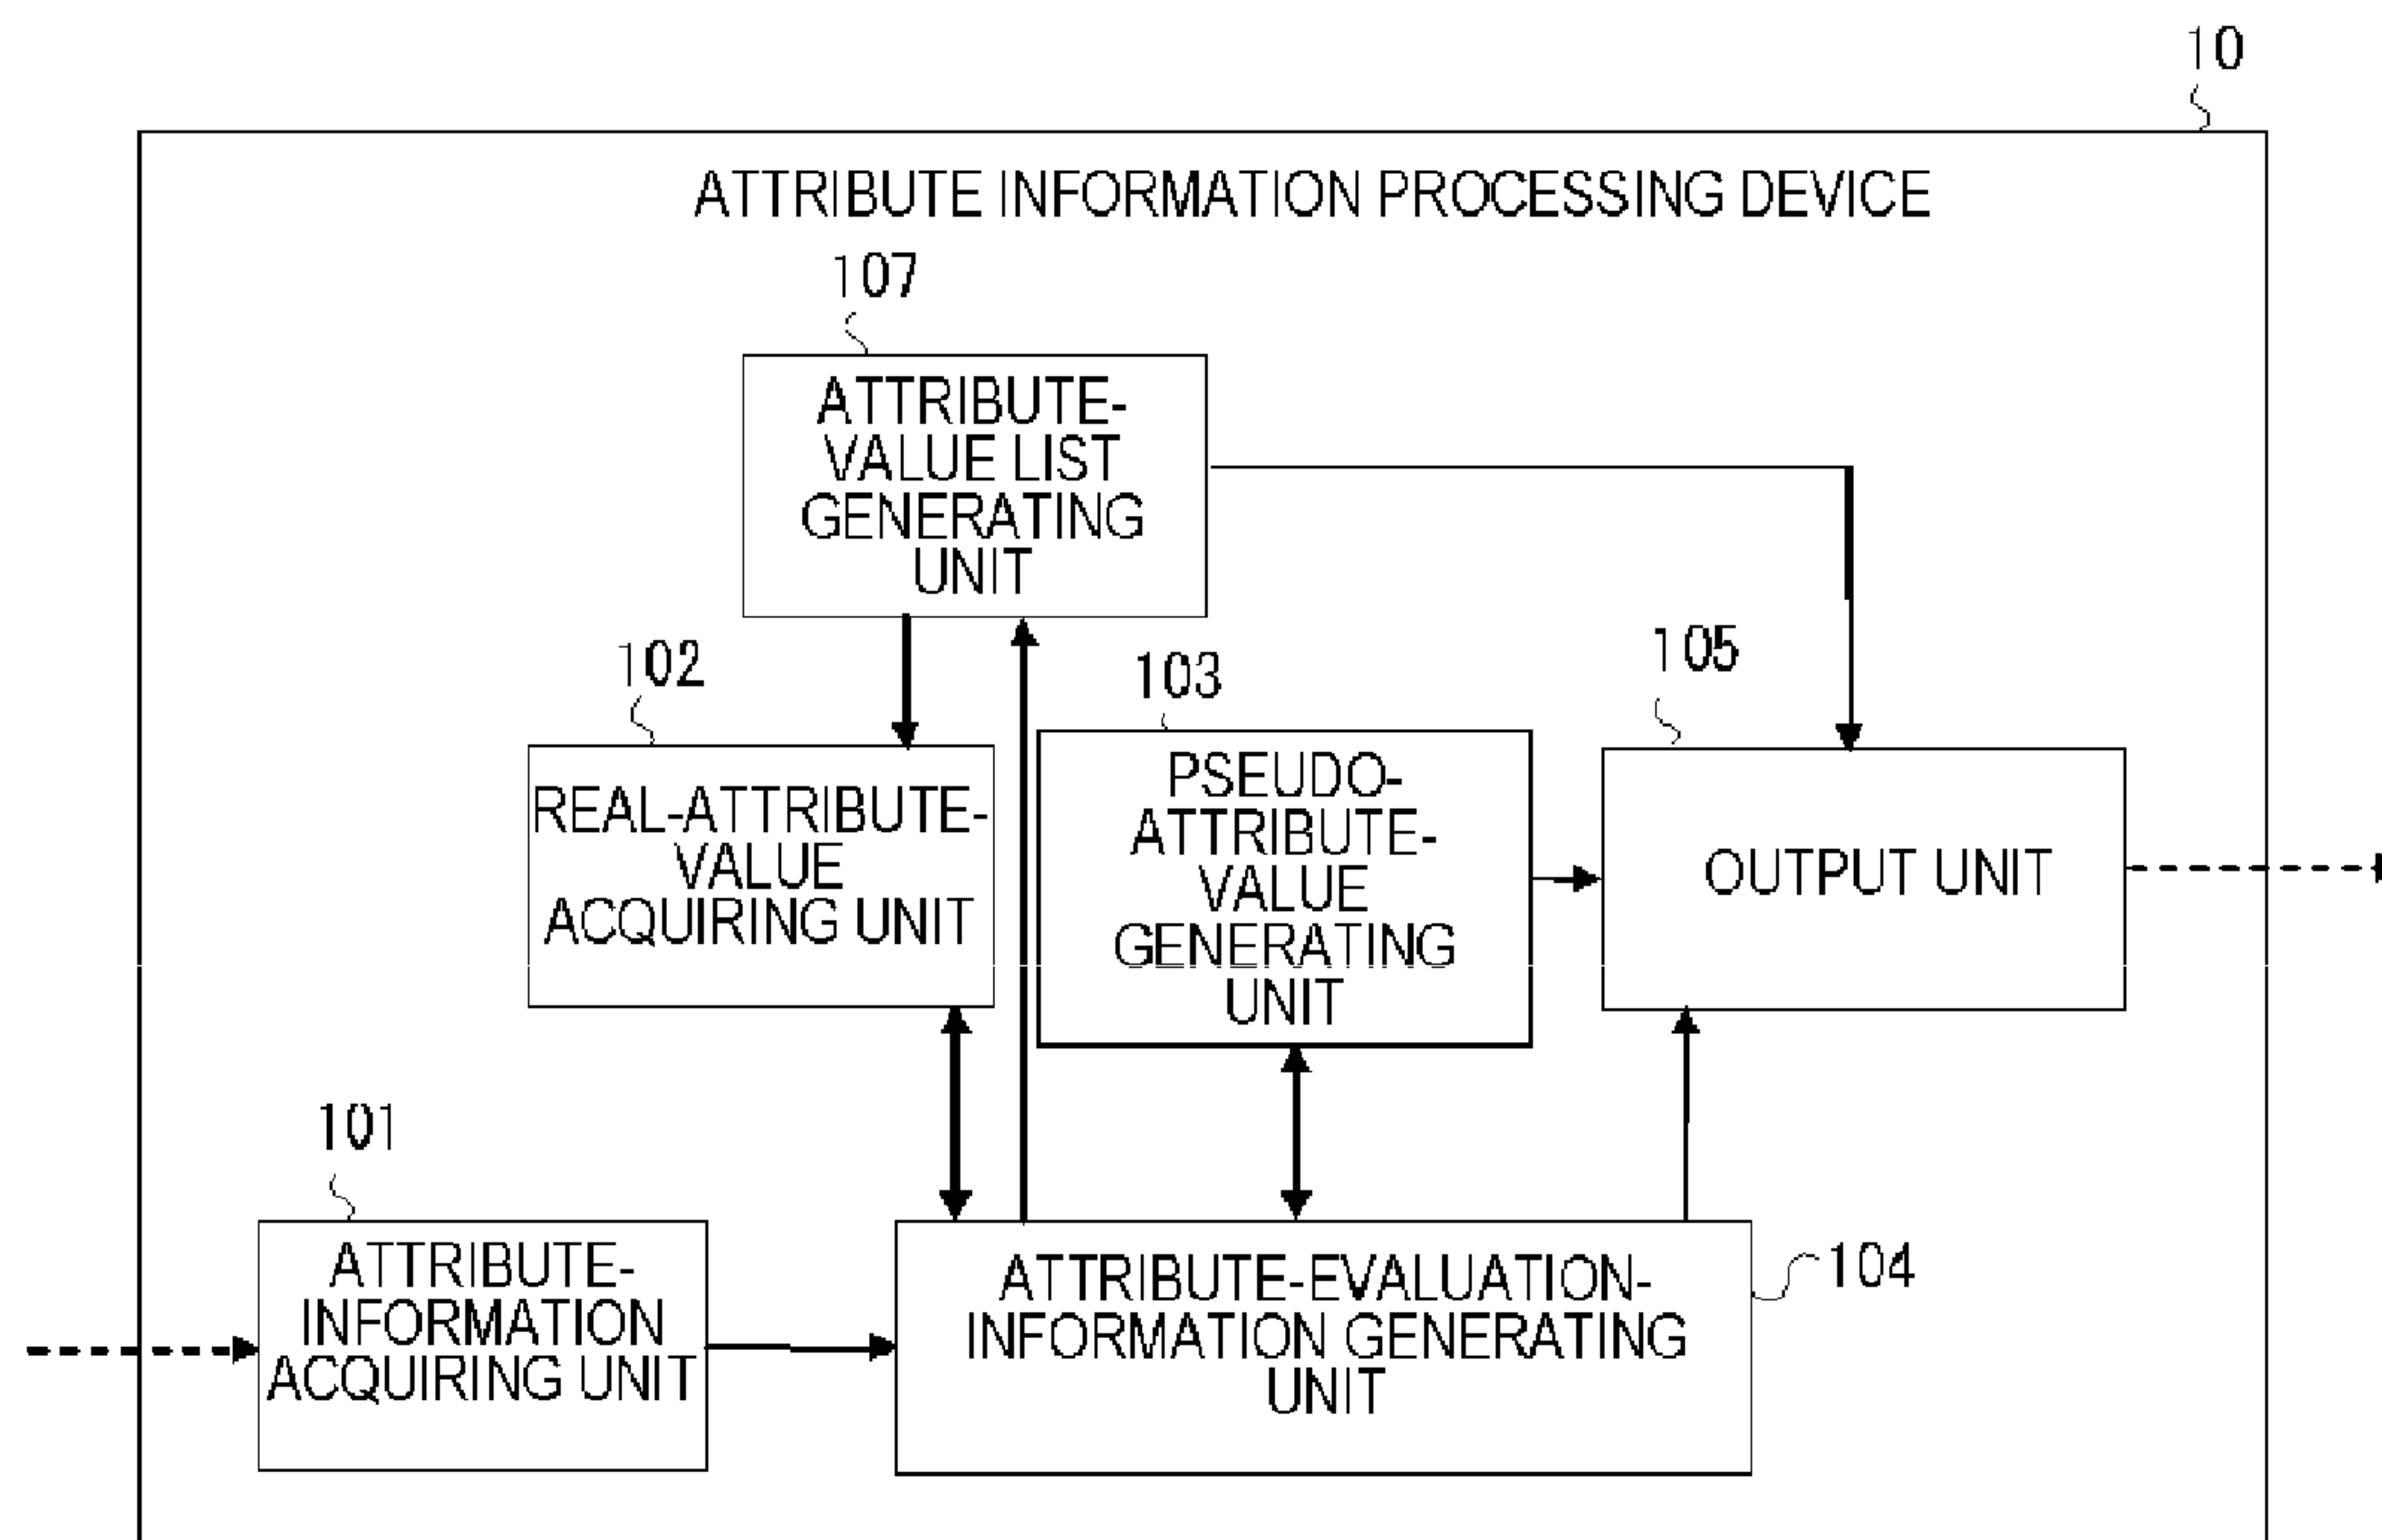 10
ATTRIBUTE INFORMATION PROCESSING DEVICE
107
ATTRIBUTE-
VALUE LIST
GENERATING
UNIT
102
REAL-ATTRIBUTE-
VALUE
ACQUIRING UNIT
103
PSEUDO-
ATTRIBUTE-
VALUE
GENERATING
UNIT
105
OUTPUT UNIT
101
ATTRIBUTE-
INFORMATION
ACQUIRING UNIT
ATTRIBUTE-EVALUATION-
INFORMATION GENERATING
UNIT
104